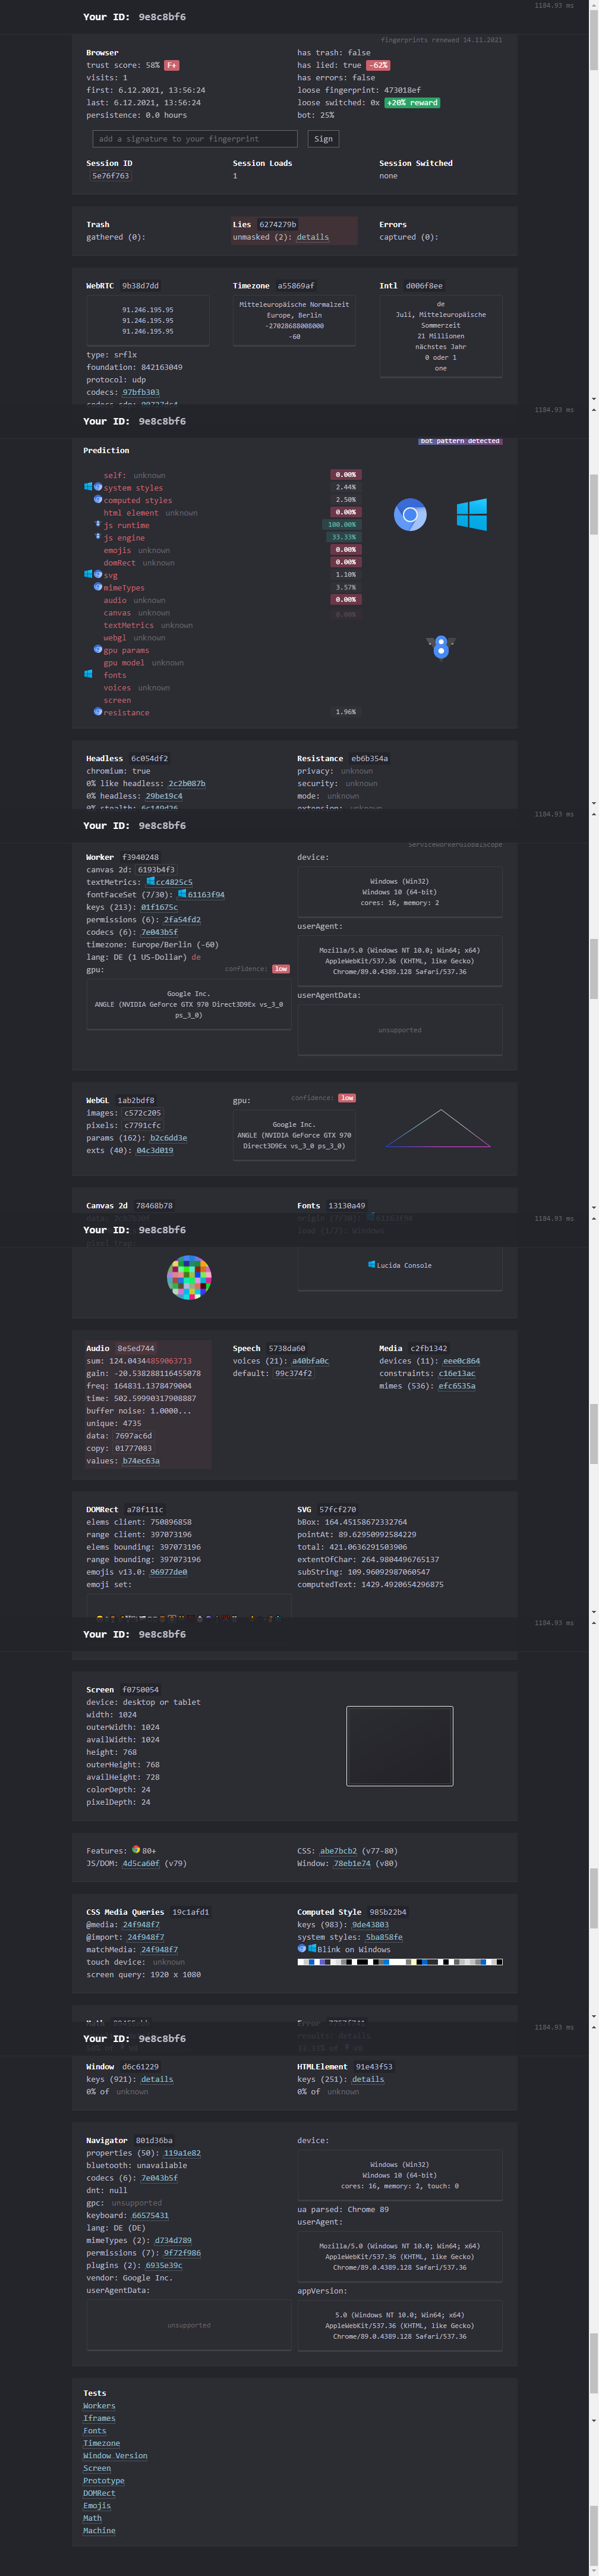 1184.93 ms
Your ID: 9e8c8bf6
fingerprints renewed 14.11.2021
Browser
trust score: 58% F+
visits: 1
first: 6.12.2021, 13:56:24
last: 6.12.2021, 13:56:24
persistence: 0.0 hours
has trash: false
has lied: true -62%
has errors: false
loose fingerprint: 473018ef
loose switched: 0x +20% reward
bot: 25%
add a signature to your fingerprint Sign
Session ID
5e76f763
Session Loads
1
Session Switched
none
Trash
gathered (0):
Lies 6274279b
unmasked (2): details
Errors
captured (0):
WebRTC 9b38d7dd
91.246.195.95
91.246.195.95
91.246.195.95
type: srflx
foundation: 842163049
protocol: udp
codecs: 97bfb303
Timezone a55869af
Mitteleuropäische Normalzeit
Europe, Berlin
-27028688008000
-60
Intl d006f8ee
de
Juli, Mitteleuropäische
Sommerzeit
21 Millionen
nächstes Jahr
0 oder 1
one
1184.93 ms
Your ID: 9e8c8bf6
bot pattern detected
Prediction
self: unknown 0.00%
system styles 2.44%
computed styles 2.50%
html element unknown 0.00%
js runtime 100.00%
js engine 33.33%
emojis unknown 0.00%
domRect unknown 0.00%
svg 1.10%
mimeTypes 3.57%
audio unknown 0.00%
canvas unknown 0.00%
textMetrics unknown
webgl unknown
gpu params
gpu model unknown
fonts
voices unknown
screen
resistance 1.96%
Headless 6c054df2
chromium: true
0% like headless: 2c2b087b
0% headless: 29be19c4
0% stealth: 6c149d26
Resistance eb6b354a
privacy: unknown
security: unknown
mode: unknown
extension: unknown
1184.93 ms
Your ID: 9e8c8bf6
ServiceWorkerGlobalScope
Worker f3940248
canvas 2d: 6193b4f3
textMetrics: cc4825c5
fontFaceSet (7/30): 61163f94
keys (213): 01f1675c
permissions (6): 2fa54fd2
codecs (6): 7e043b5f
timezone: Europe/Berlin (-60)
lang: DE (1 US-Dollar) de
gpu: confidence: low
Google Inc.
ANGLE (NVIDIA GeForce GTX 970 Direct3D9Ex vs_3_0
ps_3_0)
device:
Windows (Win32)
Windows 10 (64-bit)
cores: 16, memory: 2
userAgent:
Mozilla/5.0 (Windows NT 10.0; Win64; x64)
AppleWebKit/537.36 (KHTML, like Gecko)
Chrome/89.0.4389.128 Safari/537.36
userAgentData:
unsupported
WebGL 1ab2bdf8
images: c572c205
pixels: c7791cfc
params (162): b2c6dd3e
exts (40): 04c3d019
gpu: confidence: low
Google Inc.
ANGLE (NVIDIA GeForce GTX 970
Direct3D9Ex vs_3_0 ps_3_0)
Canvas 2d 78468b78
Fonts 13130a49
1184.93 ms
Your ID: 9e8c8bf6
Lucida Console
Audio 8e5ed744
sum: 124.04344859063713
gain: -20.538288116455078
freq: 164831.1378479004
time: 502.59990317908887
buffer noise: 1.0000...
unique: 4735
data: 7697ac6d
copy: 01777083
values: b74ec63a
Speech 5738da60
voices (21): a40bfa0c
default: 99c374f2
Media c2fb1342
devices (11): eee0c864
constraints: c16e13ac
mimes (536): efc6535a
DOMRect a78f111c
elems client: 750896858
range client: 397073196
elems bounding: 397073196
range bounding: 397073196
emojis v13.0: 96977de0
emoji set:
SVG 57fcf270
bBox: 164.45158672332764
pointAt: 89.62950992584229
total: 421.0636291503906
extentOfChar: 264.9804496765137
subString: 109.96092987060547
computedText: 1429.4920654296875
1184.93 ms
Your ID: 9e8c8bf6
Screen f0750054
device: desktop or tablet
width: 1024
outerWidth: 1024
availWidth: 1024
height: 768
outerHeight: 768
availHeight: 728
colorDepth: 24
pixelDepth: 24
Features: 80+
JS/DOM: 4d5ca60f (v79)
CSS: abe7bcb2 (v77-80)
Window: 78eb1e74 (v80)
CSS Media Queries 19c1afd1
@media: 24f948f7
@import: 24f948f7
matchMedia: 24f948f7
touch device: unknown
screen query: 1920 x 1080
Computed Style 985b22b4
keys (983): 9de43803
system styles: 5ba858fe
Blink on Windows
1184.93 ms
Your ID: 9e8c8bf6
Window d6c61229
keys (921): details
0% of unknown
HTMLElement 91e43f53
keys (251): details
0% of unknown
Navigator 801d36ba
properties (50): 119a1e82
bluetooth: unavailable
codecs (6): 7e043b5f
dnt: null
gpc: unsupported
keyboard: 66575431
lang: DE (DE)
mimeTypes (2): d734d789
permissions (7): 9f72f986
plugins (2): 6935e39c
vendor: Google Inc.
userAgentData:
unsupported
device:
Windows (Win32)
Windows 10 (64-bit)
cores: 16, memory: 2, touch: 0
ua parsed: Chrome 89
userAgent:
Mozilla/5.0 (Windows NT 10.0; Win64; x64)
AppleWebKit/537.36 (KHTML, like Gecko)
Chrome/89.0.4389.128 Safari/537.36
appVersion:
5.0 (Windows NT 10.0; Win64; x64)
AppleWebKit/537.36 (KHTML, like Gecko)
Chrome/89.0.4389.128 Safari/537.36
Tests
Workers
Iframes
Fonts
Timezone
Window Version
Screen
Prototype
DOMRect
Emojis
Math
Machine